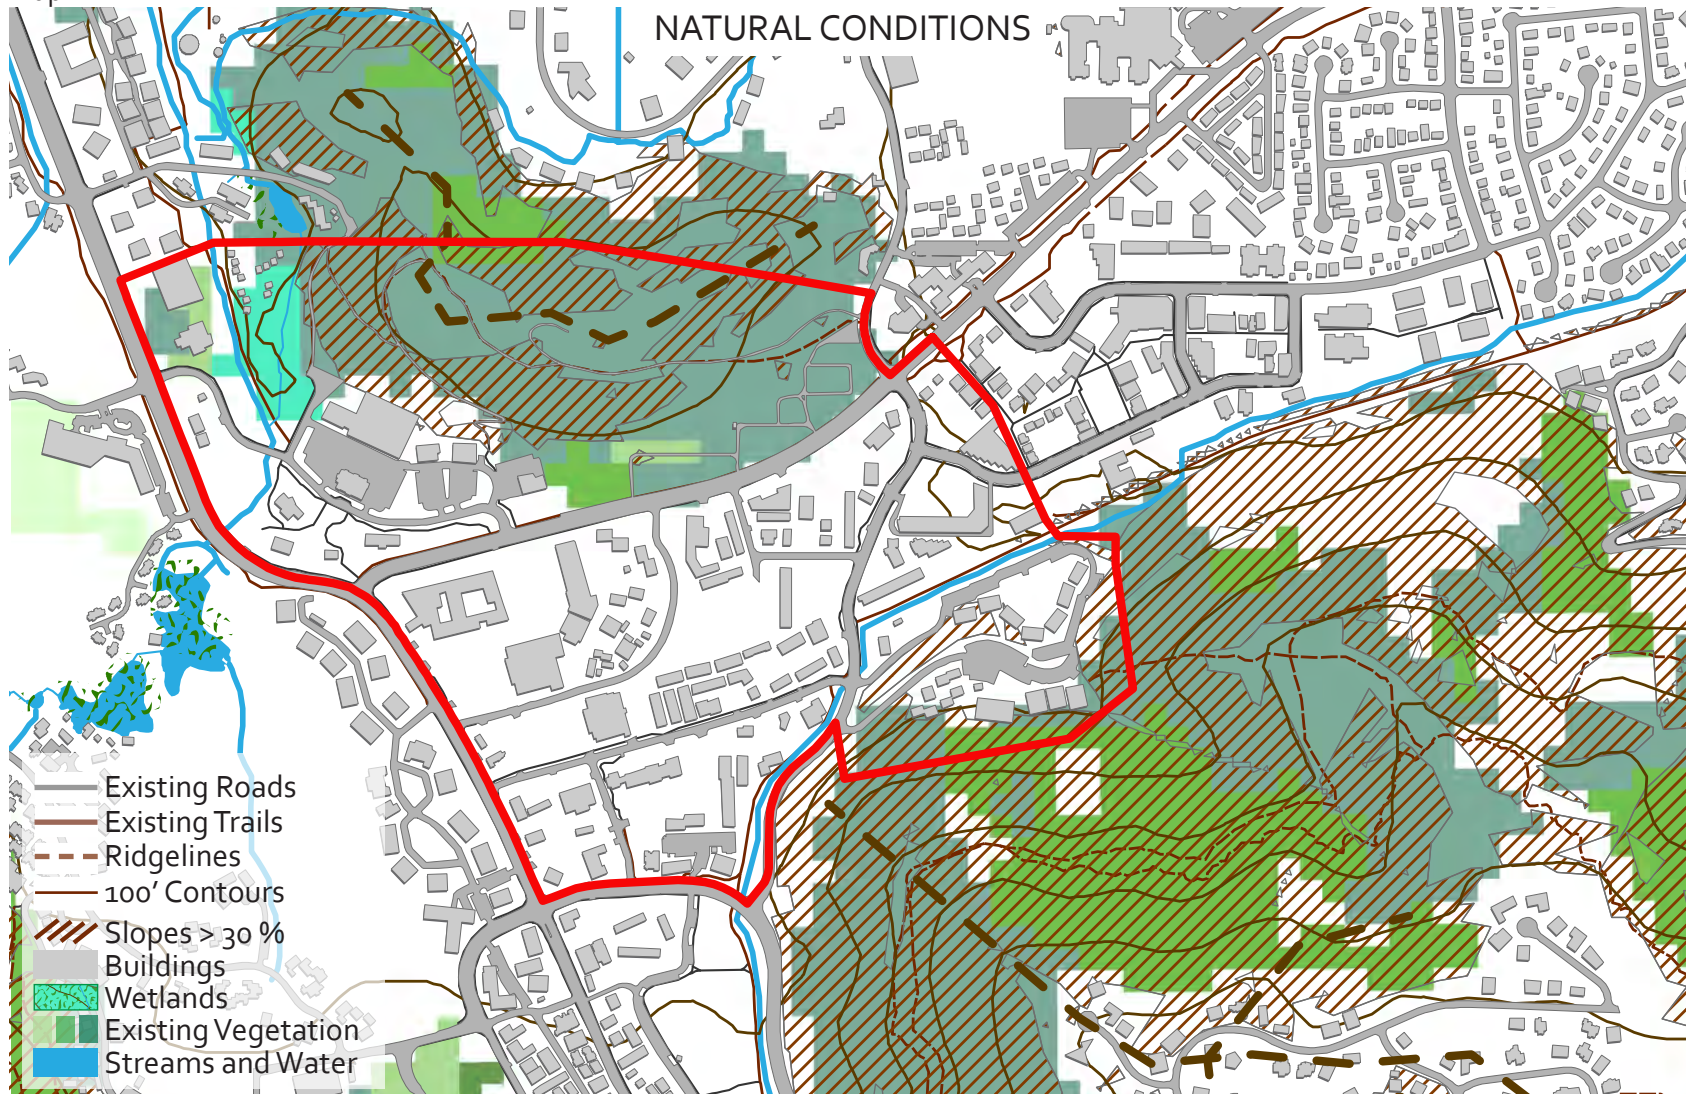 NATURAL CONDITIONS
Existing Roads
Existing Trails
Ridgelines
100' Contours
Slopes > 30 %
Buildings
Wetlands
Existing Vegetation
Streams and Water